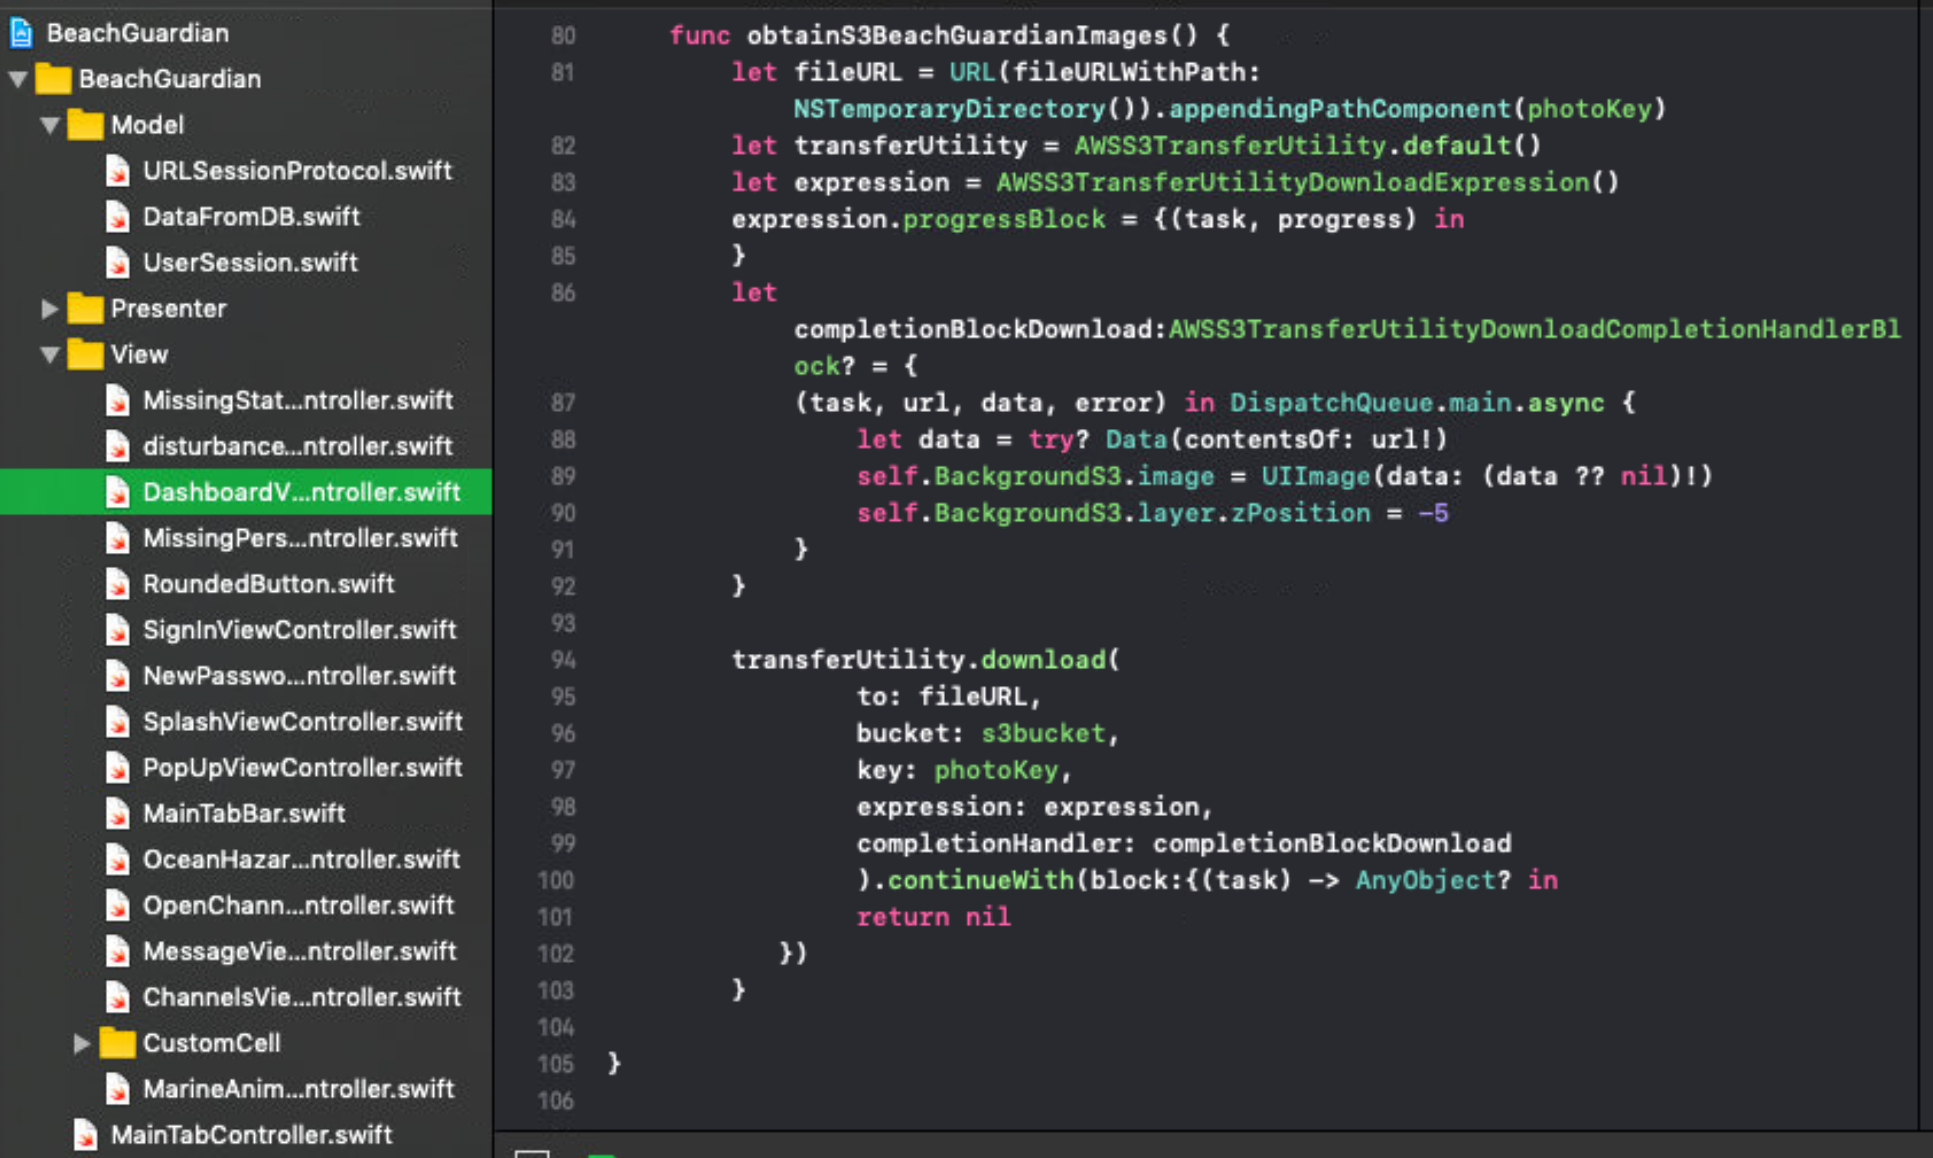 BeachGuardian
BeachGuardian
Model
URLSessionProtocol.swift
DataFromDB.swift
UserSession.swift
Presenter
View
MissingStat...ntroller.swift
disturbance...ntroller.swift
DashboardV...ntroller.swift
MissingPers...ntroller.swift
RoundedButton.swift
SignInViewController.swift
NewPasswo...ntroller.swift
SplashViewController.swift
PopUpViewController.swift
MainTabBar.swift
OceanHazar...ntroller.swift
OpenChann...ntroller.swift
MessageVie...ntroller.swift
ChannelsVie...ntroller.swift
CustomCell
MarineAnim...ntroller.swift
MainTabController.swift
80 func obtainS3BeachGuardianImages() {
81 let fileURL = URL(fileURLWithPath:
NSTemporaryDirectory()).appendingPathComponent(photoKey)
82 let transferUtility = AWSS3TransferUtility.default()
83 let expression = AWSS3TransferUtilityDownloadExpression()
84 expression.progressBlock = {(task, progress) in
85 }
86 let
completionBlockDownload:AWSS3TransferUtilityDownloadCompletionHandlerBl
ock? = {
87 (task, url, data, error) in DispatchQueue.main.async {
88 let data = try? Data(contentsOf: url!)
89 self.BackgroundS3.image = UIImage(data: (data ?? nil)!)
90 self.BackgroundS3.layer.zPosition = -5
91 }
92 }
93
94 transferUtility.download(
95 to: fileURL,
96 bucket: s3bucket,
97 key: photoKey,
98 expression: expression,
99 completionHandler: completionBlockDownload
100 ).continueWith(block:{(task) -> AnyObject? in
101 return nil
102 })
103 }
104
105 }
106